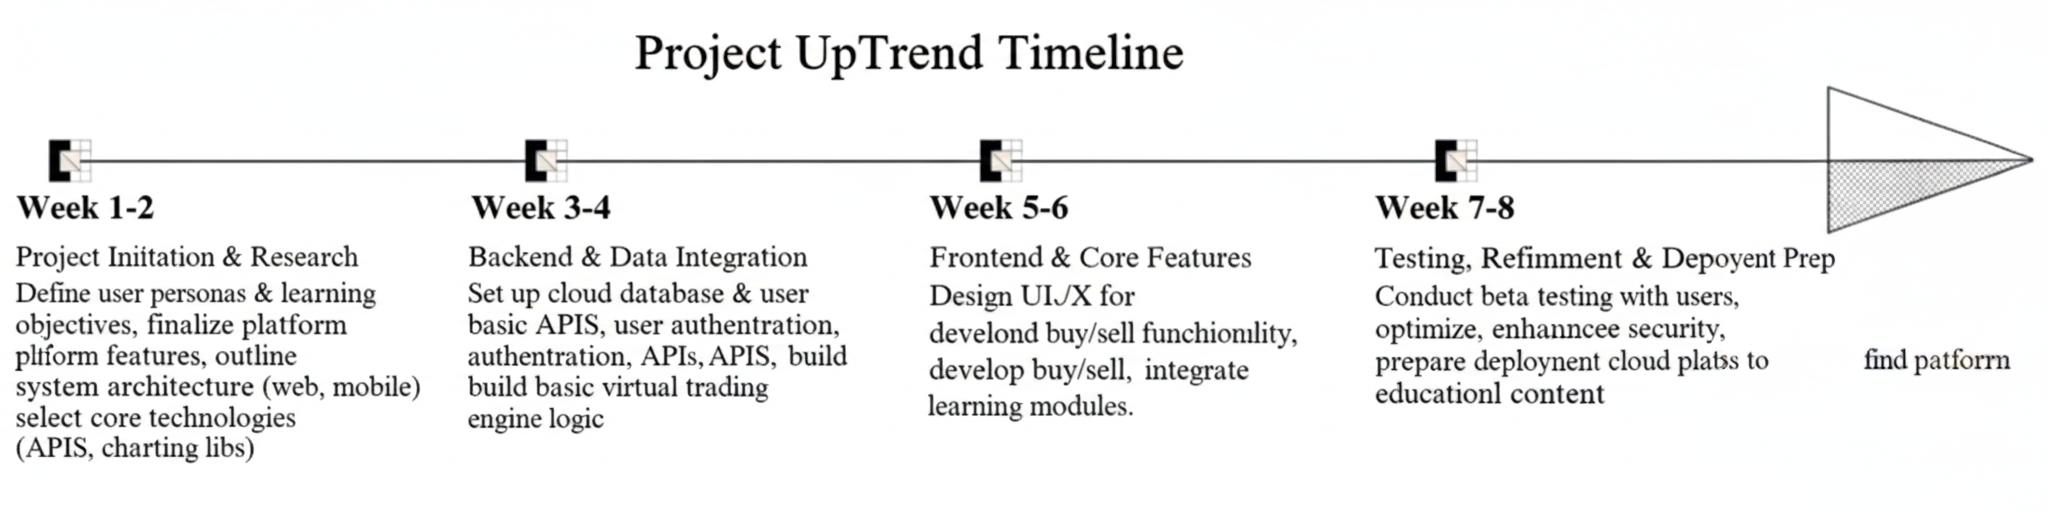 Project UpTrend Timeline
Week 1-2
Project Iniitation & Research
Define user personas & learning
objectives, finalize platform
pltform features, outline
system architecture (web, mobile)
select core technologies
(APIS, charting libs)
Week 3-4
Backend & Data Integration
Set up cloud database & user
basic APIS, user authentration,
authentration, APIs, APIS, build
build basic virtual trading
engine logic
Week 5-6
Frontend & Core Features
Design UI/X for
develond buy/sell funchionlity,
develop buy/sell, integrate
learning modules.
Week 7-8
Testing, Refimment & Depoyent Prep
Conduct beta testing with users,
optimize, enhanncee security,
prepare deploynent cloud to
educationl content
find patforrn